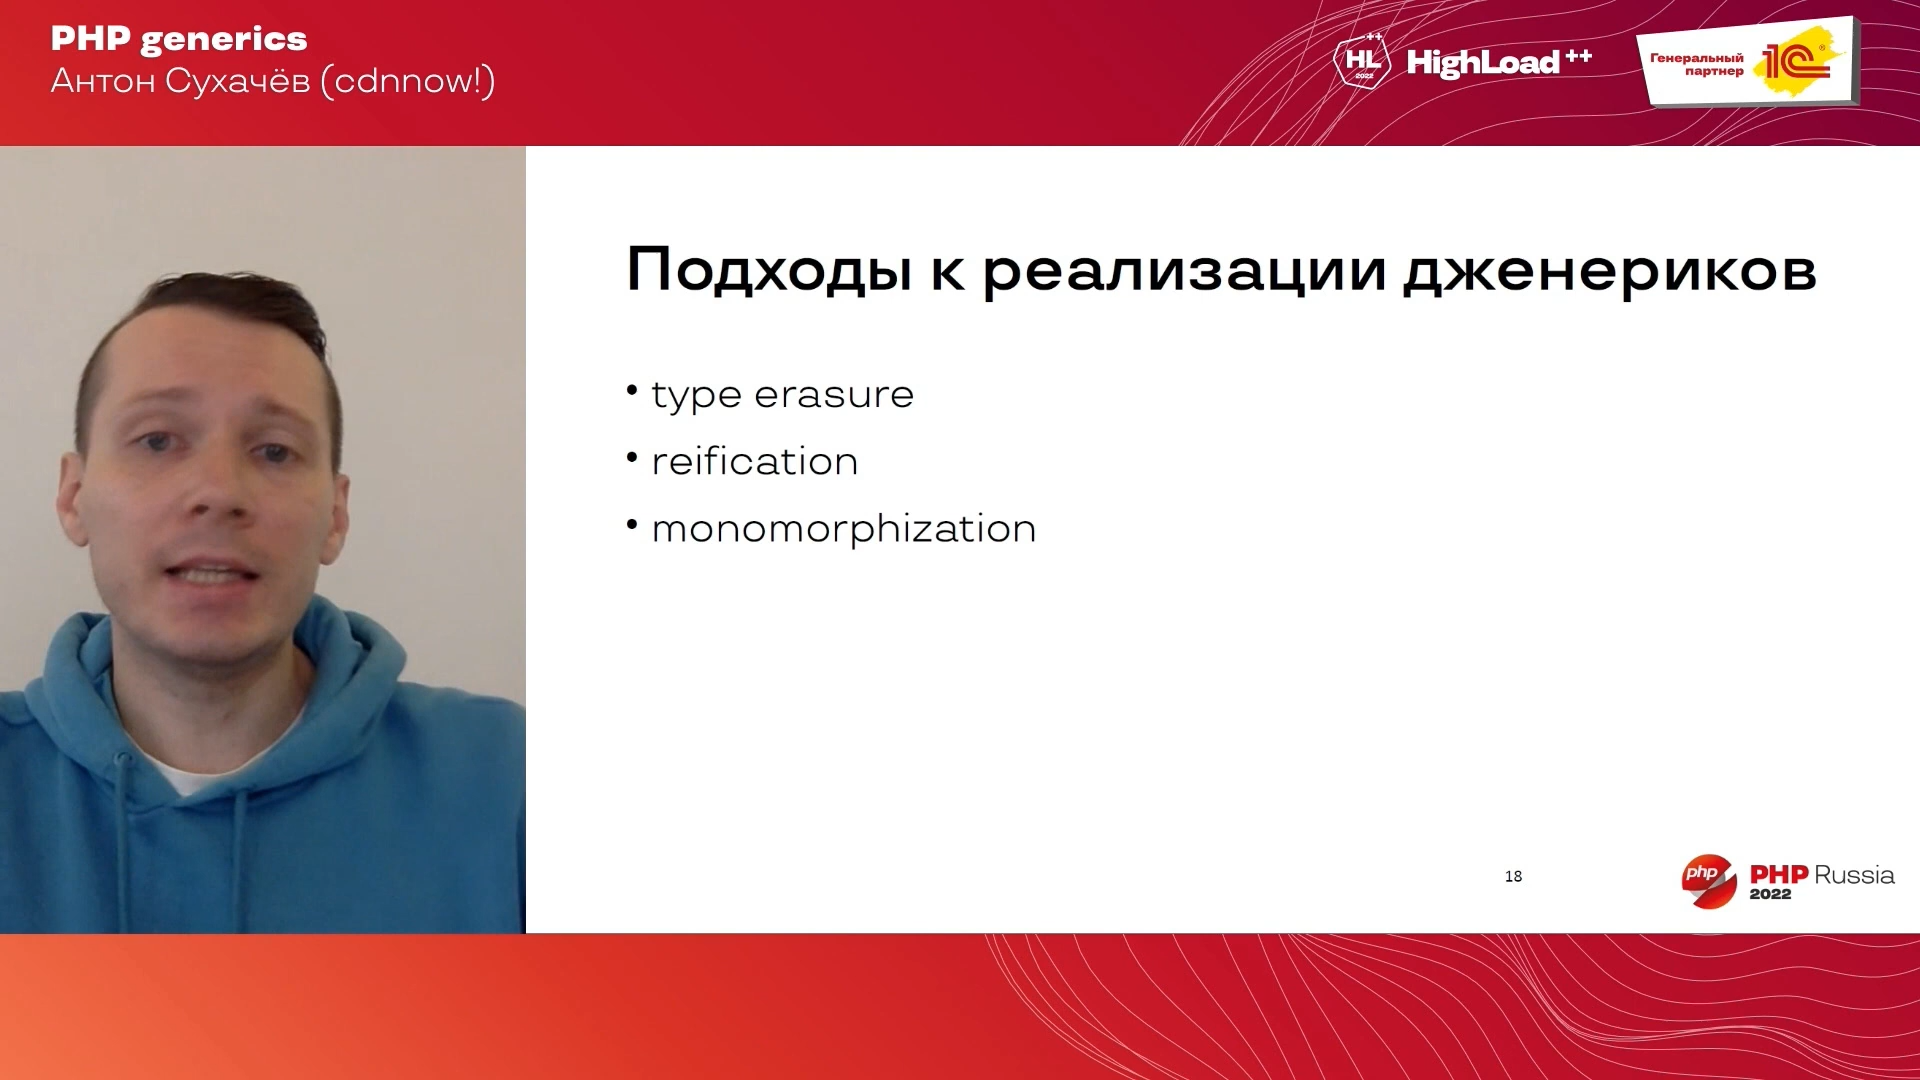 PHP generics
Антон Сухачёв (cdnnow!)
HL++
2022
HighLoad++
Генеральный
партнер
1С®
Подходы к реализации дженериков
• type erasure
• reification
• monomorphization
18
php
PHP Russia
2022